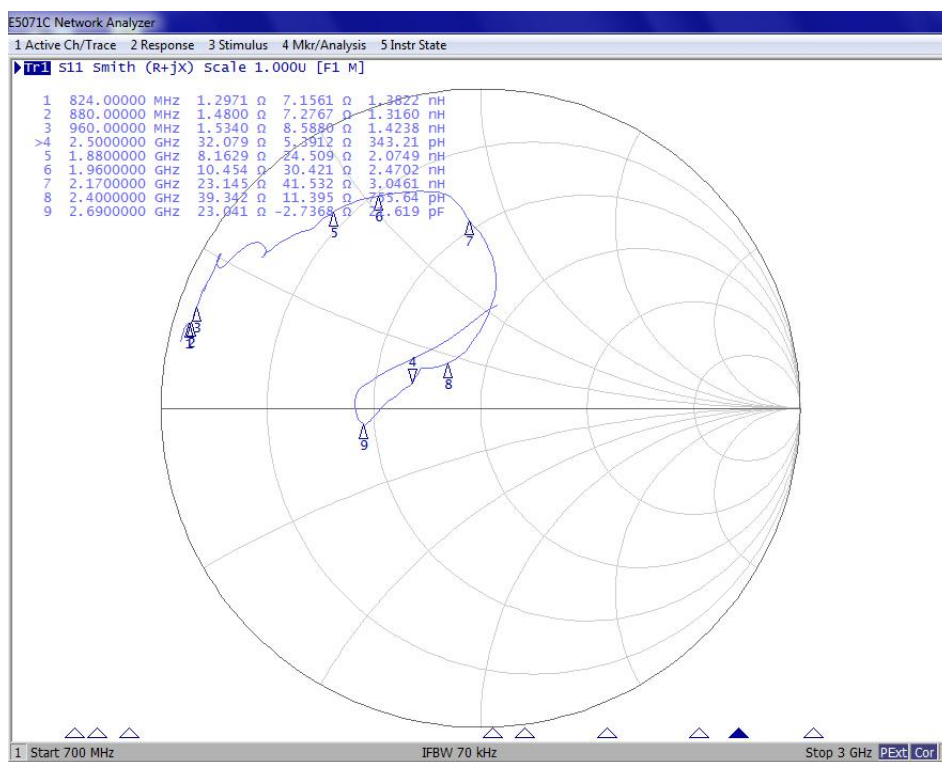 E5071C Network Analyzer
1 Active Ch/Trace 2 Response 3 Stimulus 4 Mkr/Analysis 5 Instr State
Tr1 S11 Smith (R+jX) Scale 1.000U [F1 M]
1 824.00000 MHz 1.2971 Ω 7.1561 Ω 1.3822 nH
2 880.00000 MHz 1.4800 Ω 7.2767 Ω 1.3160 nH
3 960.00000 MHz 1.5340 Ω 8.5880 Ω 1.4238 nH
>4 2.5000000 GHz 32.079 Ω 5.3912 Ω 343.21 pH
5 1.8800000 GHz 8.1629 Ω 24.509 Ω 2.0749 nH
6 1.9600000 GHz 10.454 Ω 30.421 Ω 2.4702 nH
7 2.1700000 GHz 23.145 Ω 41.532 Ω 3.0461 nH
8 2.4000000 GHz 39.342 Ω 11.395 Ω pH
9 2.6900000 GHz 23.041 Ω -2.7368 Ω pF
5
6
7
3
1
2
4
8
9
1 Start 700 MHz IFBW 70 kHz Stop 3 GHz PExt Cor